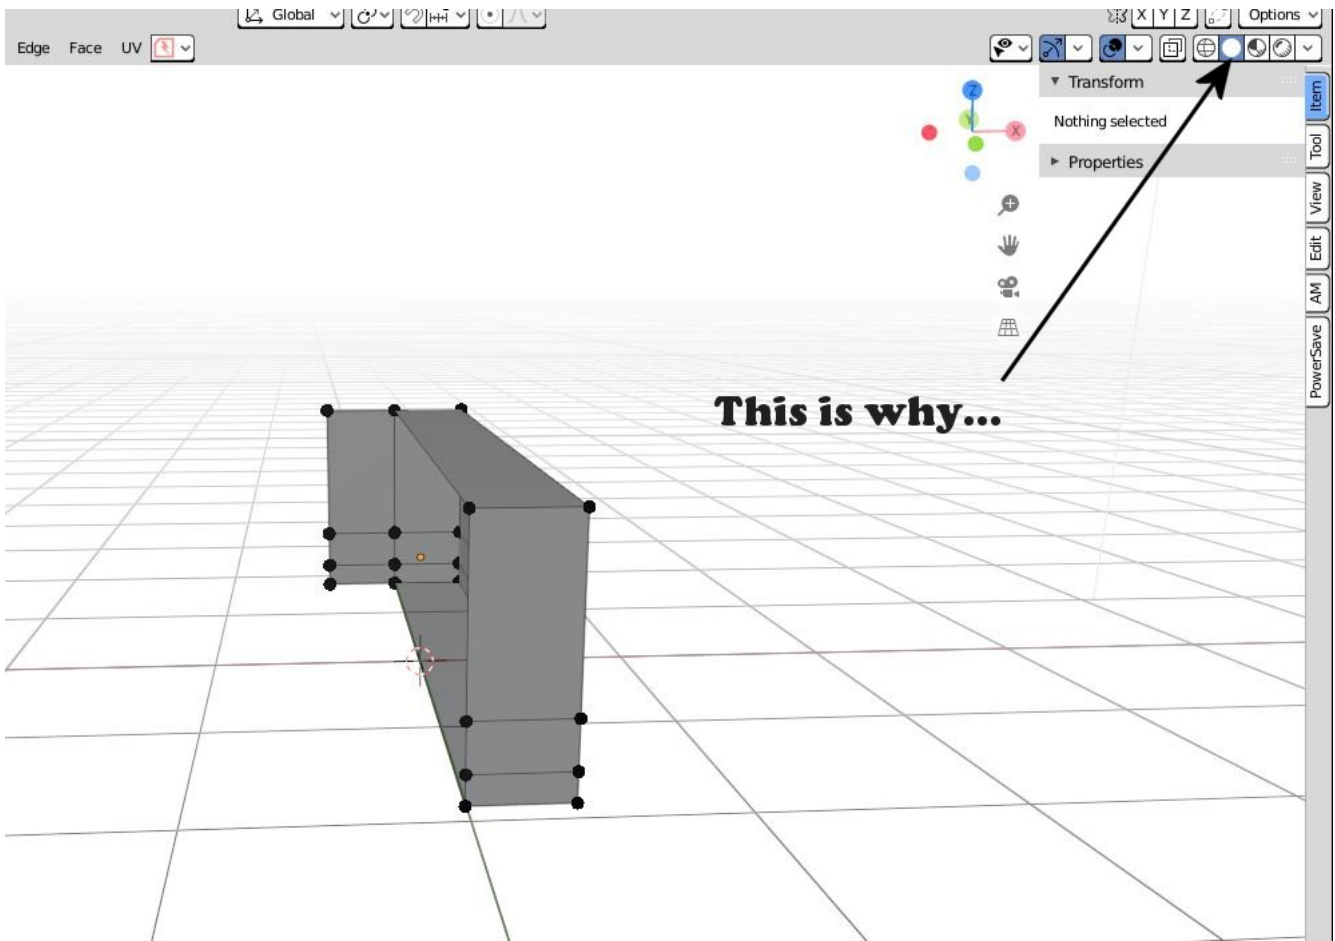 Global
X Y Z
Options
Edge Face UV
Transform
Nothing selected
Properties
Z
Y
X
Item
Tool
View
Edit
AM
PowerSave
This is why...